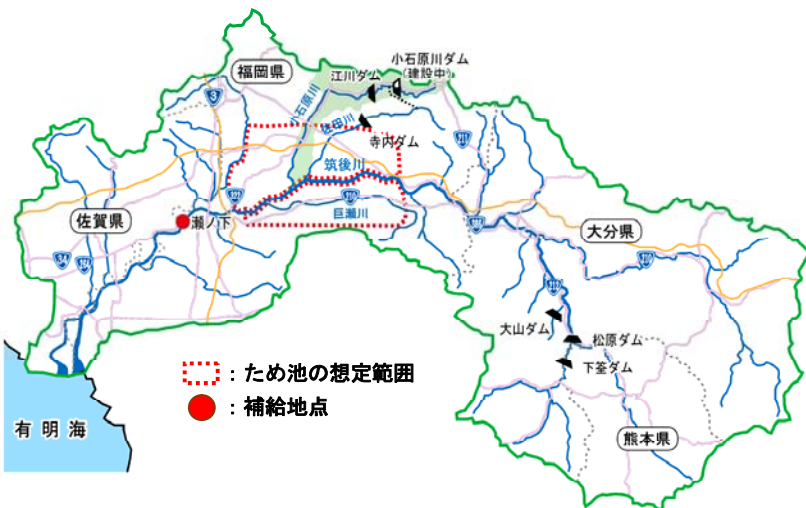 小石原川ダム
(建設中)
江川ダム
福岡県
3
小石原川
佐田川
寺内ダム
211
筑後川
322
210
巨瀬川
佐賀県
瀬ノ下
大分県
34
210
212
大山ダム
松原ダム
下筌ダム
:ため池の想定範囲
:補給地点
有明海
熊本県